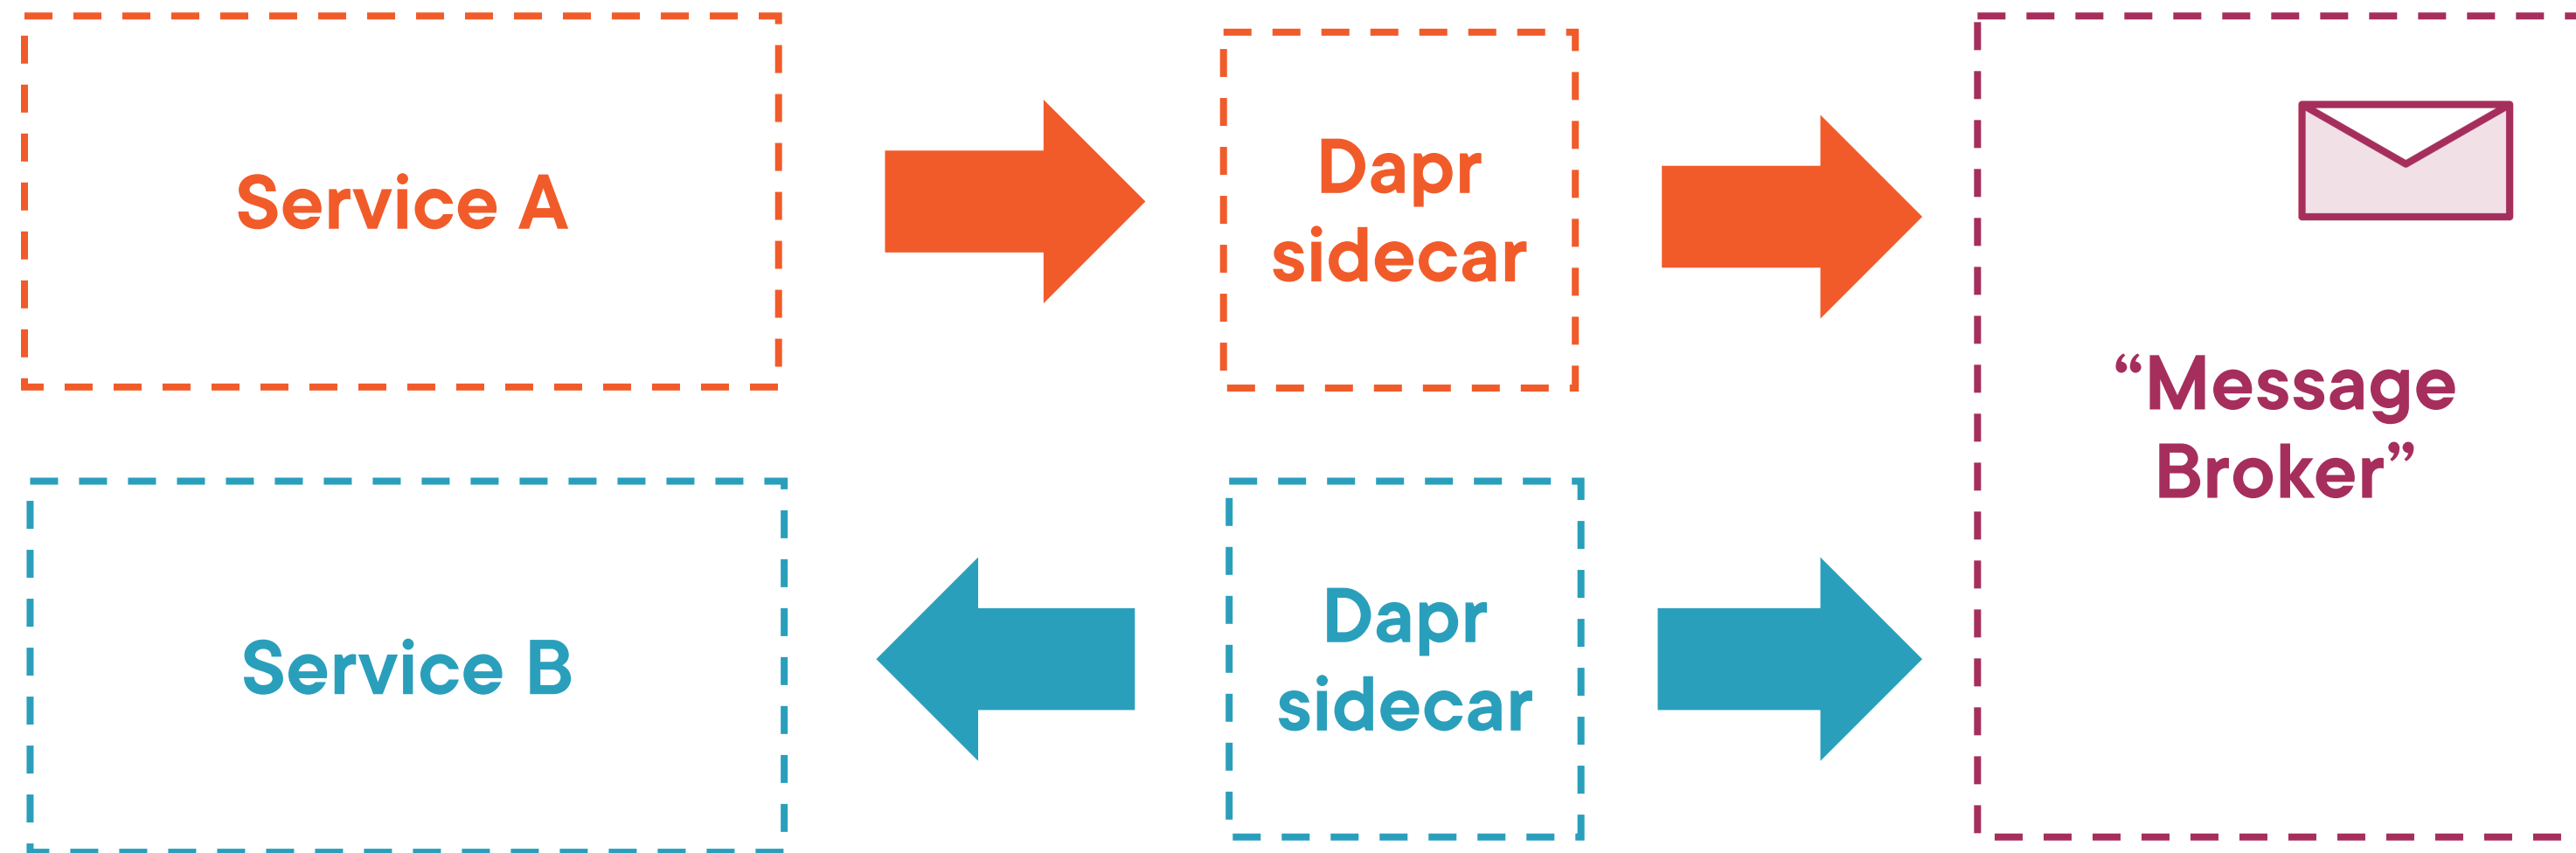 Service A
Dapr
sidecar
“Message
Broker”
Service B
Dapr
sidecar